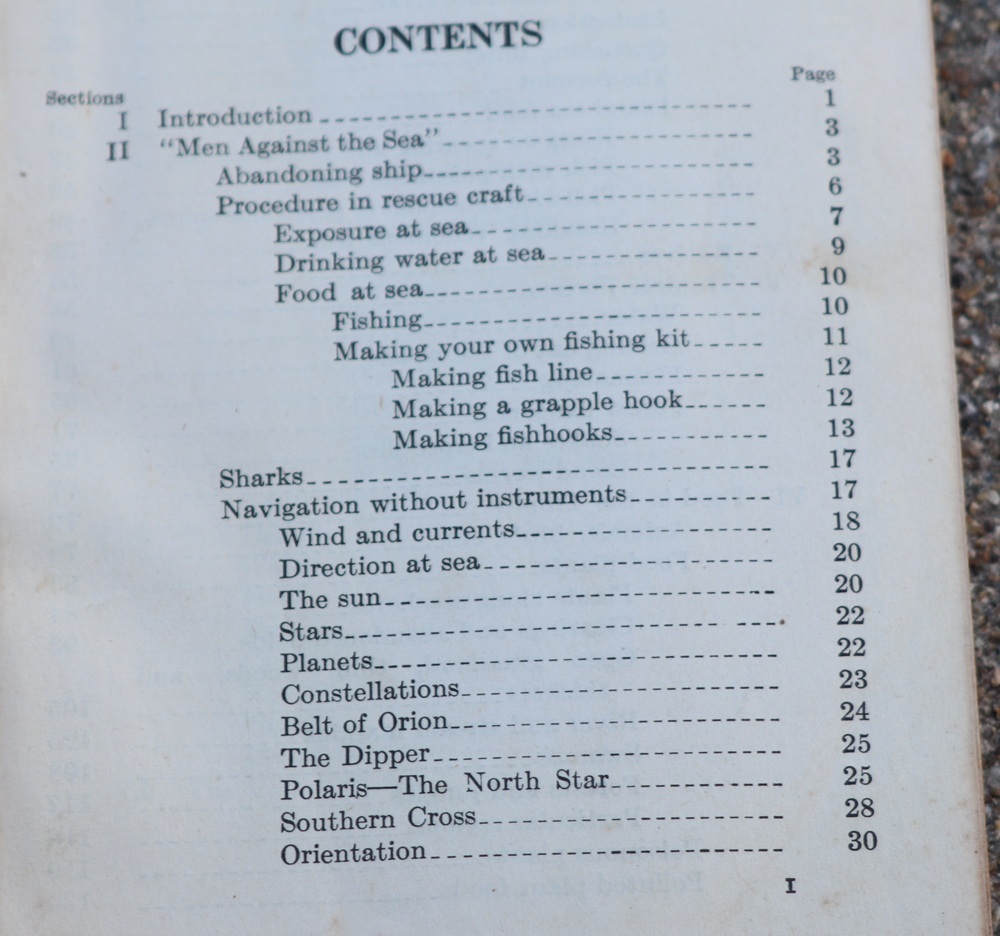 CONTENTS
Sections Page
I Introduction 1
II “Men Against the Sea” 3
Abandoning ship 3
Procedure in rescue craft 6
Exposure at sea 7
Drinking water at sea 9
Food at sea 10
Fishing 10
Making your own fishing kit 11
Making fish line 12
Making a grapple hook 12
Making fishhooks 13
Sharks 17
Navigation without instruments 17
Wind and currents 18
Direction at sea 20
The sun 20
Stars 22
Planets 22
Constellations 23
Belt of Orion 24
The Dipper 25
Polaris—The North Star 25
Southern Cross 28
Orientation 30
I